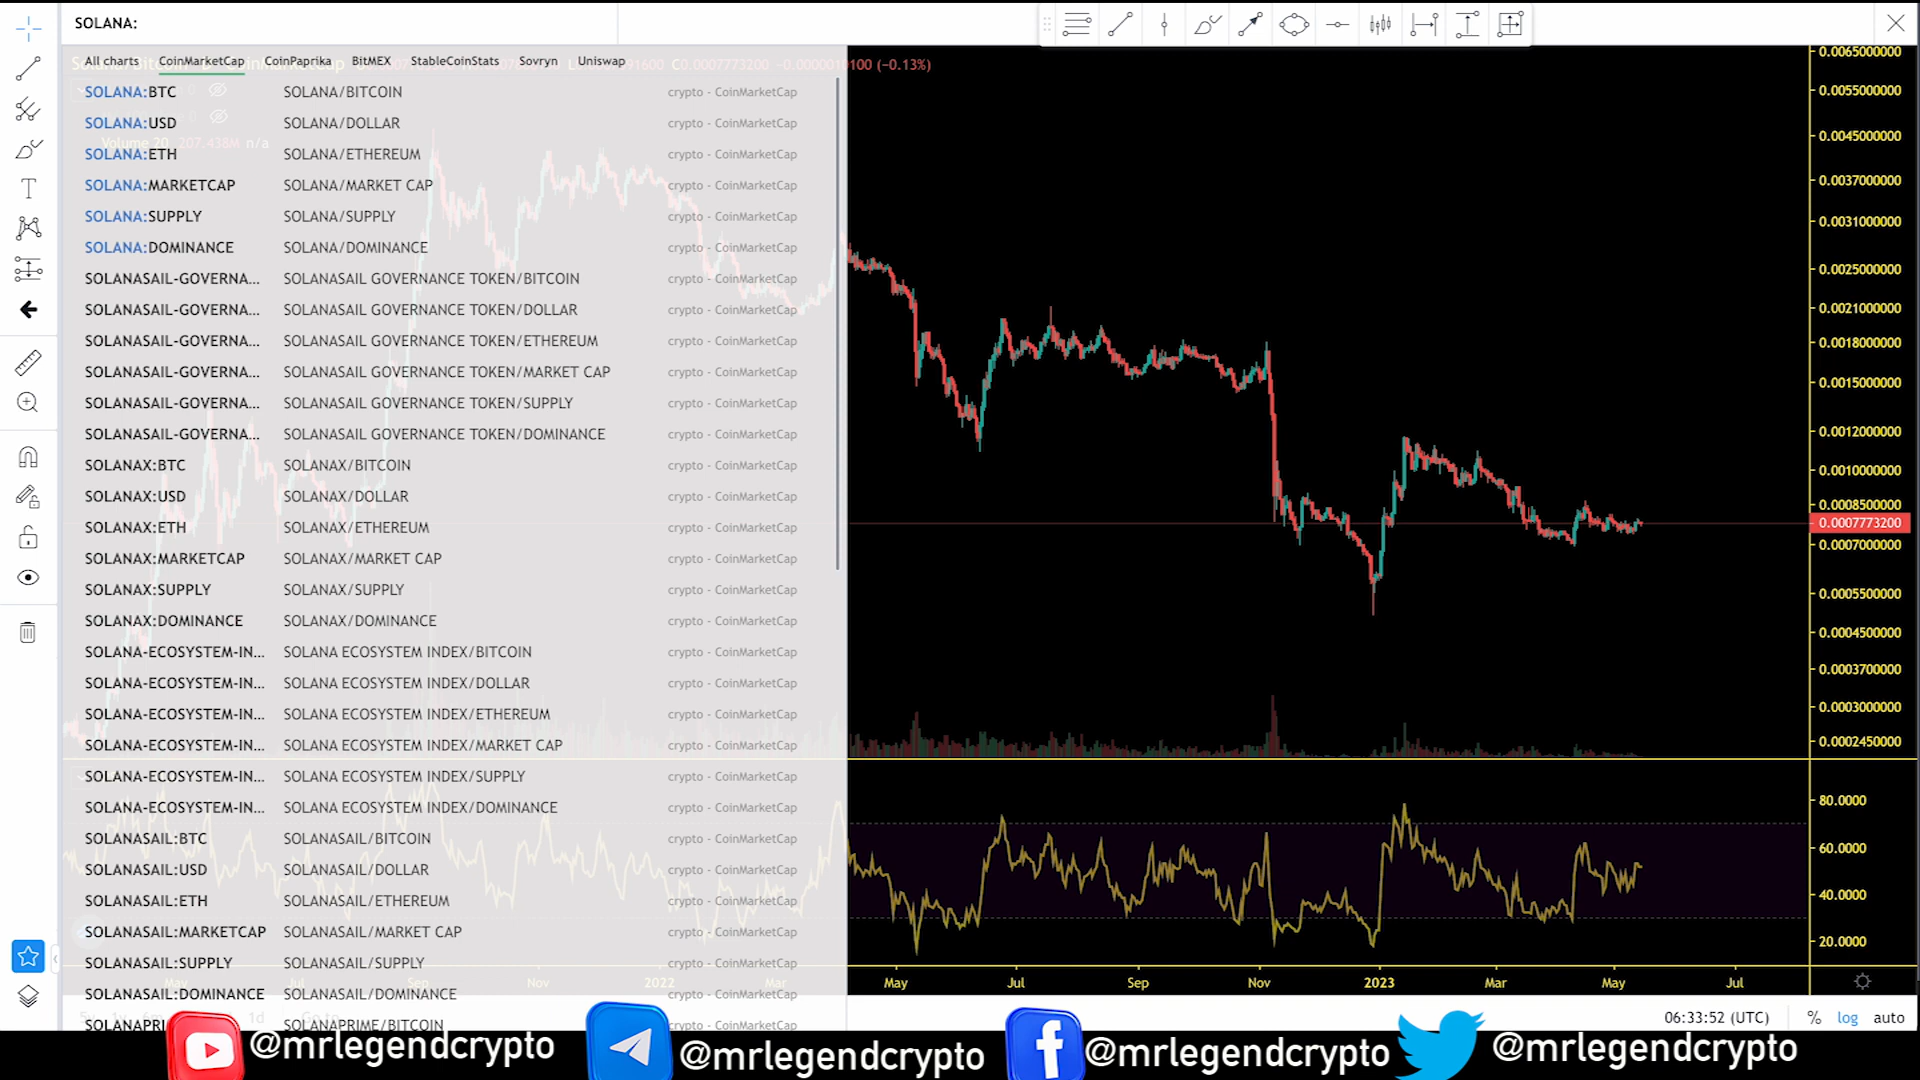 SOLANA:
All charts CoinMarketCap CoinPaprika BitMEX StableCoinStats Sovryn Uniswap
C0.0007773200 (−0.13%)
SOLANA:BTC SOLANA/BITCOIN crypto - CoinMarketCap
SOLANA:USD SOLANA/DOLLAR crypto - CoinMarketCap
Volume 20 207.438M n/a
SOLANA:ETH SOLANA/ETHEREUM crypto - CoinMarketCap
SOLANA:MARKETCAP SOLANA/MARKET CAP crypto - CoinMarketCap
SOLANA:SUPPLY SOLANA/SUPPLY crypto - CoinMarketCap
SOLANA:DOMINANCE SOLANA/DOMINANCE crypto - CoinMarketCap
SOLANASAIL-GOVERNA... SOLANASAIL GOVERNANCE TOKEN/BITCOIN crypto - CoinMarketCap
SOLANASAIL-GOVERNA... SOLANASAIL GOVERNANCE TOKEN/DOLLAR crypto - CoinMarketCap
SOLANASAIL-GOVERNA... SOLANASAIL GOVERNANCE TOKEN/ETHEREUM crypto - CoinMarketCap
SOLANASAIL-GOVERNA... SOLANASAIL GOVERNANCE TOKEN/MARKET CAP crypto - CoinMarketCap
SOLANASAIL-GOVERNA... SOLANASAIL GOVERNANCE TOKEN/SUPPLY crypto - CoinMarketCap
SOLANASAIL-GOVERNA... SOLANASAIL GOVERNANCE TOKEN/DOMINANCE crypto - CoinMarketCap
SOLANAX:BTC SOLANAX/BITCOIN crypto - CoinMarketCap
SOLANAX:USD SOLANAX/DOLLAR crypto - CoinMarketCap
SOLANAX:ETH SOLANAX/ETHEREUM crypto - CoinMarketCap
SOLANAX:MARKETCAP SOLANAX/MARKET CAP crypto - CoinMarketCap
SOLANAX:SUPPLY SOLANAX/SUPPLY crypto - CoinMarketCap
SOLANAX:DOMINANCE SOLANAX/DOMINANCE crypto - CoinMarketCap
SOLANA-ECOSYSTEM-IN... SOLANA ECOSYSTEM INDEX/BITCOIN crypto - CoinMarketCap
SOLANA-ECOSYSTEM-IN... SOLANA ECOSYSTEM INDEX/DOLLAR crypto - CoinMarketCap
SOLANA-ECOSYSTEM-IN... SOLANA ECOSYSTEM INDEX/ETHEREUM crypto - CoinMarketCap
SOLANA-ECOSYSTEM-IN... SOLANA ECOSYSTEM INDEX/MARKET CAP crypto - CoinMarketCap
SOLANA-ECOSYSTEM-IN... SOLANA ECOSYSTEM INDEX/SUPPLY crypto - CoinMarketCap
SOLANA-ECOSYSTEM-IN... SOLANA ECOSYSTEM INDEX/DOMINANCE crypto - CoinMarketCap
SOLANASAIL:BTC SOLANASAIL/BITCOIN crypto - CoinMarketCap
SOLANASAIL:USD SOLANASAIL/DOLLAR crypto - CoinMarketCap
SOLANASAIL:ETH SOLANASAIL/ETHEREUM crypto - CoinMarketCap
SOLANASAIL:MARKETCAP SOLANASAIL/MARKET CAP crypto - CoinMarketCap
SOLANASAIL:SUPPLY SOLANASAIL/SUPPLY crypto - CoinMarketCap
SOLANASAIL:DOMINANCE SOLANASAIL/DOMINANCE crypto - CoinMarketCap
SOLANAPRI SOLANAPRIME/BITCOIN crypto - CoinMarketCap
0.0065000000
0.0055000000
0.0045000000
0.0037000000
0.0031000000
0.0025000000
0.0021000000
0.0018000000
0.0015000000
0.0012000000
0.0010000000
0.0008500000
0.0007773200
0.0007000000
0.0005500000
0.0004500000
0.0003700000
0.0003000000
0.0002450000
80.0000
60.0000
40.0000
20.0000
May Jul Sep Nov 2022 Mar May Jul Sep Nov 2023 Mar May Jul
06:33:52 (UTC) % log auto
@mrlegendcrypto @mrlegendcrypto @mrlegendcrypto @mrlegendcrypto